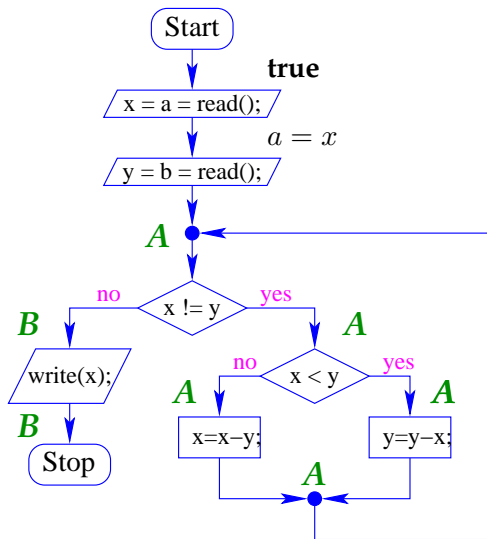 Start
true
x = a = read();
a = x
y = b = read();
A
no
x != y
yes
B
A
write(x);
no
x < y
yes
A
A
B
x=x−y;
y=y−x;
Stop
A